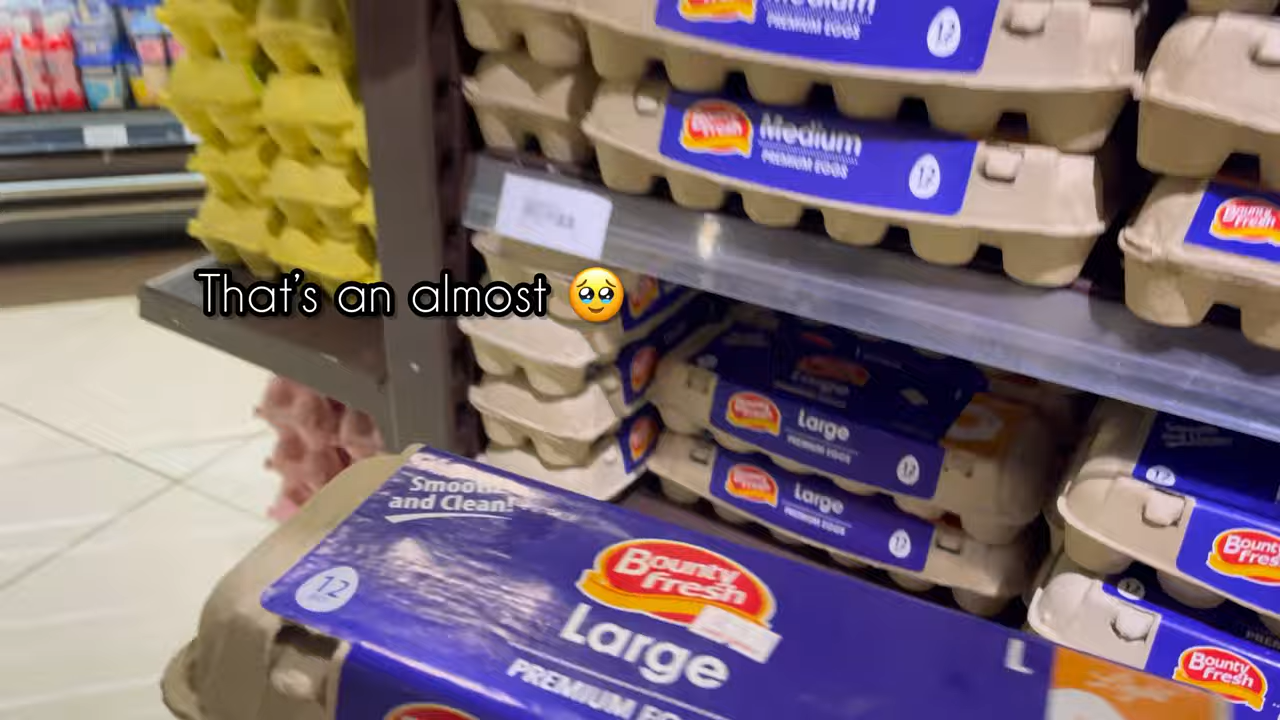 Medium
PREMIUM EGGS
12
Bounty Fresh
Medium
PREMIUM EGGS
12
Bounty
Fresh
That's an almost 🥹
Bounty Fresh
Large
PREMIUM EGGS
12
Bounty Fresh
Large
PREMIUM EGGS
12
12
Bounty
Fresh
Smooth
and Clean!
12
Bounty
Fresh
Large
PREMIUM
L
Bounty
Fresh